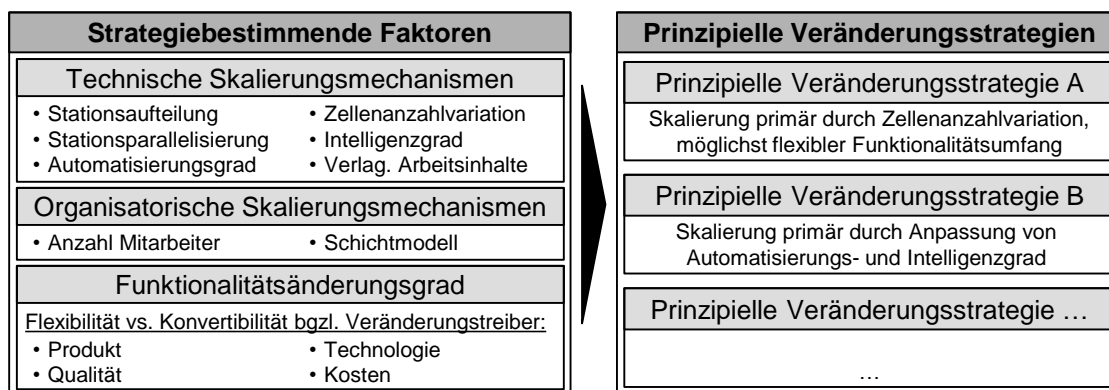 Strategiebestimmende Faktoren
Technische Skalierungsmechanismen
• Stationsaufteilung
• Stationsparallelisierung
• Automatisierungsgrad
• Zellenanzahlvariation
• Intelligenzgrad
• Verlag. Arbeitsinhalte
Organisatorische Skalierungsmechanismen
• Anzahl Mitarbeiter
• Schichtmodell
Funktionalitätsänderungsgrad
Flexibilität vs. Konvertibilität bzgl. Veränderungstreiber:
• Produkt
• Qualität
• Technologie
• Kosten
Prinzipielle Veränderungsstrategien
Prinzipielle Veränderungsstrategie A
Skalierung primär durch Zellenanzahlvariation,
möglichst flexibler Funktionalitätsumfang
Prinzipielle Veränderungsstrategie B
Skalierung primär durch Anpassung von
Automatisierungs- und Intelligenzgrad
Prinzipielle Veränderungsstrategie …
…